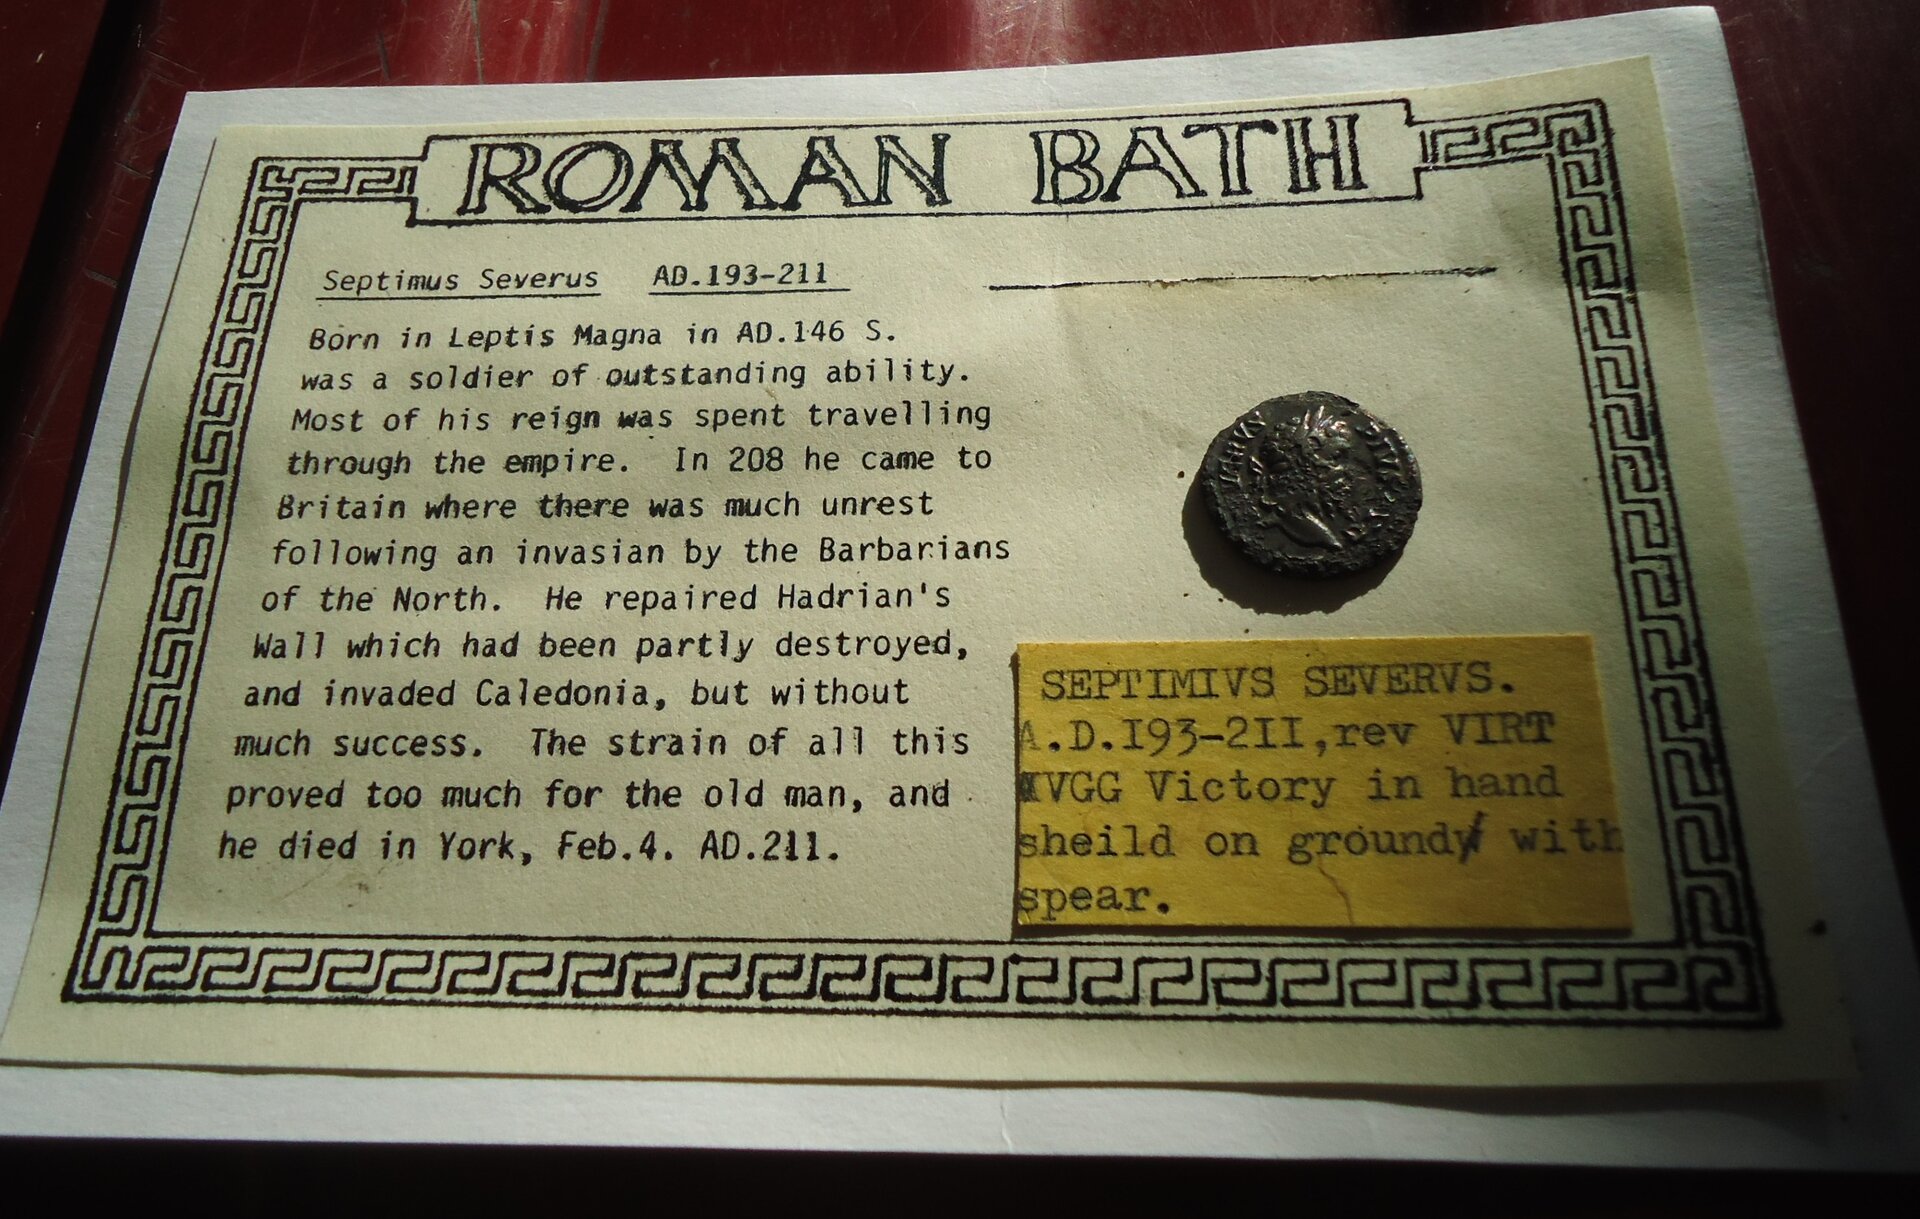 ROMAN BATH
Septimus Severus AD.193-211
Born in Leptis Magna in AD.146 S.
was a soldier of outstanding ability.
Most of his reign was spent travelling
through the empire. In 208 he came to
Britain where there was much unrest
following an invasian by the Barbarians
of the North. He repaired Hadrian's
Wall which had been partly destroyed,
and invaded Caledonia, but without
much success. The strain of all this
proved too much for the old man, and
he died in York, Feb.4. AD.211.
PIVS
SEPTIMIVS SEVERVS.
A.D.I93-2II,rev VIRT
AVGG Victory in hand
sheild on ground with
spear.